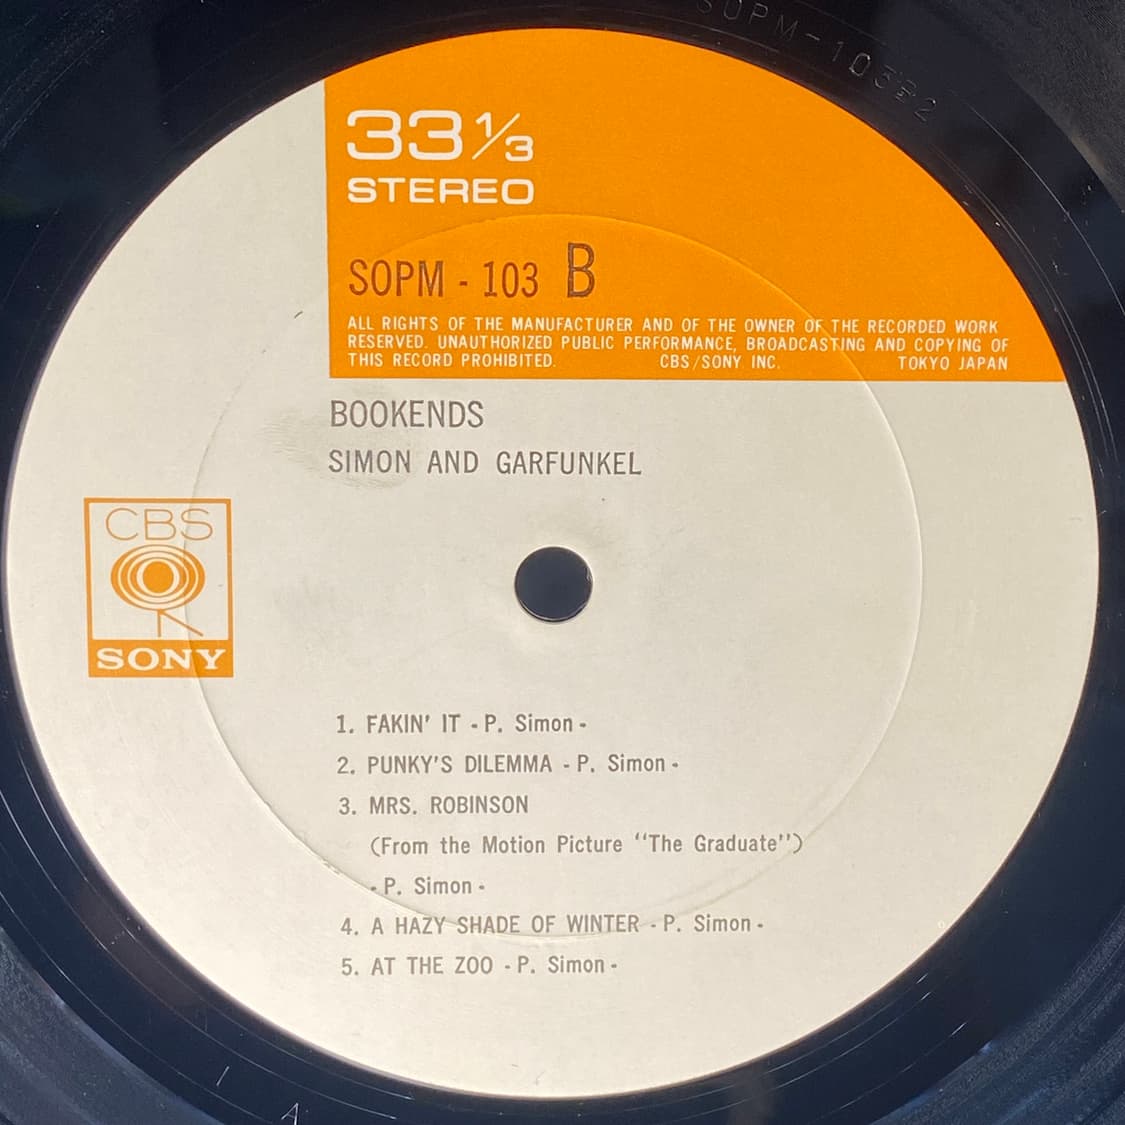 33 1/3
STEREO
SOPM - 103 B
ALL RIGHTS OF THE MANUFACTURER AND OF THE OWNER OF THE RECORDED WORK
RESERVED. UNAUTHORIZED PUBLIC PERFORMANCE, BROADCASTING AND COPYING OF
THIS RECORD PROHIBITED. CBS/SONY INC. TOKYO JAPAN
BOOKENDS
SIMON AND GARFUNKEL
CBS
SONY
1. FAKIN' IT - P. Simon -
2. PUNKY'S DILEMMA - P. Simon -
3. MRS. ROBINSON
(From the Motion Picture "The Graduate")
- P. Simon -
4. A HAZY SHADE OF WINTER - P. Simon -
5. AT THE ZOO - P. Simon -
A